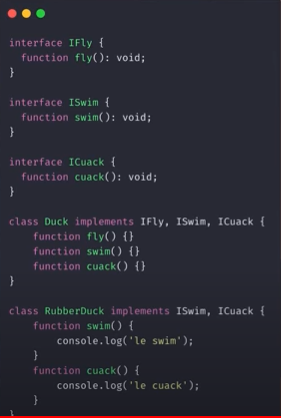 interface IFly {
function fly(): void;
}
interface ISwim {
function swim(): void;
}
interface ICuack {
function cuack(): void;
}
class Duck implements IFly, ISwim, ICuack {
function fly() {}
function swim() {}
function cuack() {}
}
class RubberDuck implements ISwim, ICuack {
function swim() {
console.log('le swim');
}
function cuack() {
console.log('le cuack');
}
}